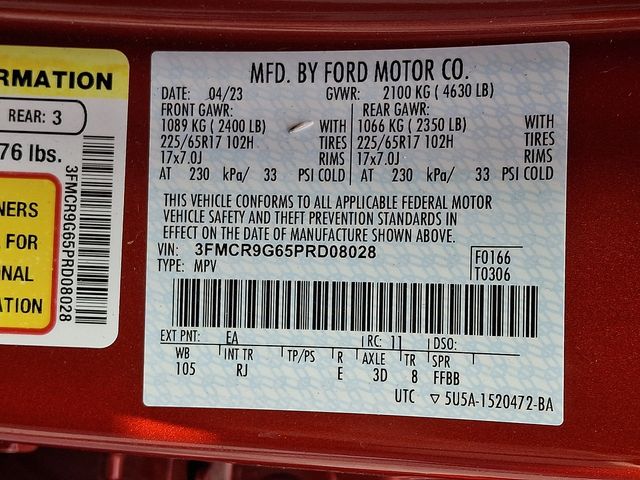 RMATION
REAR: 3
76 lbs.
NERS
FOR
NAL
ATION
3FMCR9G65PRD08028
MFD. BY FORD MOTOR CO.
DATE: 04/23 GVWR: 2100 KG ( 4630 LB)
FRONT GAWR: REAR GAWR:
1089 KG ( 2400 LB) WITH 1066 KG ( 2350 LB) WITH
225/65R17 102H TIRES 225/65R17 102H TIRES
17x7.0J RIMS 17x7.0J RIMS
AT 230 kPa/ 33 PSI COLD AT 230 kPa/ 33 PSI COLD
THIS VEHICLE CONFORMS TO ALL APPLICABLE FEDERAL MOTOR
VEHICLE SAFETY AND THEFT PREVENTION STANDARDS IN
EFFECT ON THE DATE OF MANUFACTURE SHOWN ABOVE.
VIN: 3FMCR9G65PRD08028 F0166
TYPE: MPV T0306
EXT PNT: EA RC: 11 DSO:
WB INT TR TP/PS R AXLE TR SPR
105 RJ E 3D 8 FFBB
UTC ▽ 5U5A-1520472-BA